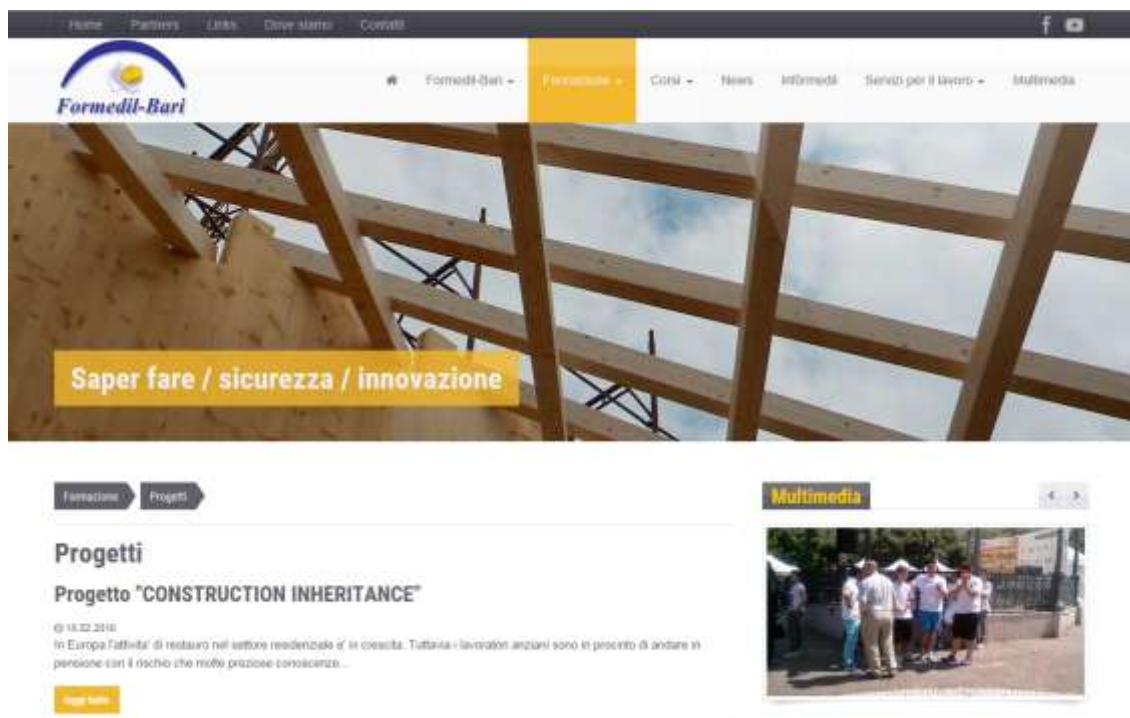 Home Partners Links Dove siamo Contatti
Formedil-Bari
Formedil-Bari Formazione Corsi News Informedil Servizi per il lavoro Multimedia
Saper fare / sicurezza / innovazione
Formazione Progetti
Multimedia
Progetti
Progetto "CONSTRUCTION INHERITANCE"
In Europa l'attivita' di restauro nel settore residenziale e' in crescita. Tuttavia i lavoratori anziani sono in procinto di andare in
pensione con il rischio che molte preziose conoscenze...
leggi tutto